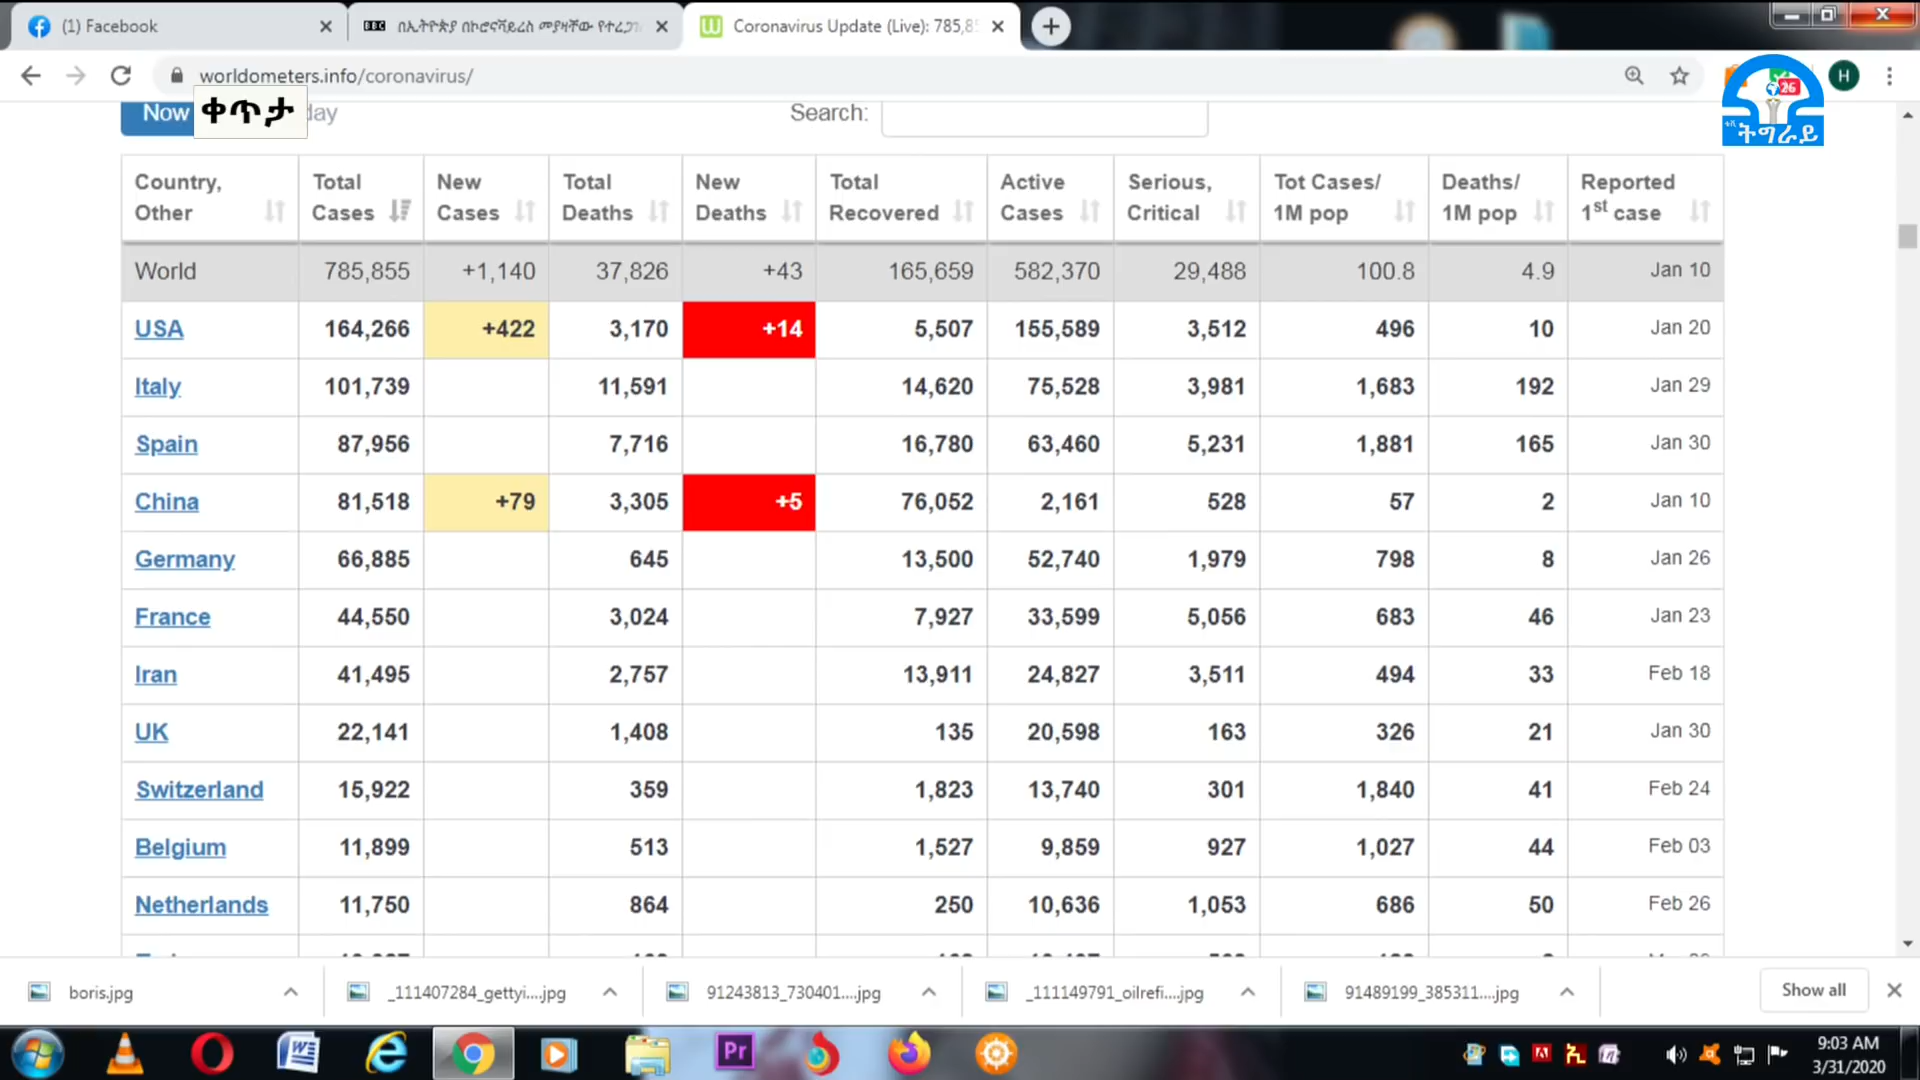 (1) Facebook
BBC በኢትዮጵያ በኮሮናቫይረስ መያዛቸው የተረጋገ
Coronavirus Update (Live): 785,8
worldometers.info/coronavirus/
H
26
ቲቪ ትግራይ
Now
ቀጥታ
day
Search:
Country, Other Total Cases New Cases Total Deaths New Deaths Total Recovered Active Cases Serious, Critical Tot Cases/ 1M pop Deaths/ 1M pop Reported 1st case
World 785,855 +1,140 37,826 +43 165,659 582,370 29,488 100.8 4.9 Jan 10
USA 164,266 +422 3,170 +14 5,507 155,589 3,512 496 10 Jan 20
Italy 101,739 11,591 14,620 75,528 3,981 1,683 192 Jan 29
Spain 87,956 7,716 16,780 63,460 5,231 1,881 165 Jan 30
China 81,518 +79 3,305 +5 76,052 2,161 528 57 2 Jan 10
Germany 66,885 645 13,500 52,740 1,979 798 8 Jan 26
France 44,550 3,024 7,927 33,599 5,056 683 46 Jan 23
Iran 41,495 2,757 13,911 24,827 3,511 494 33 Feb 18
UK 22,141 1,408 135 20,598 163 326 21 Jan 30
Switzerland 15,922 359 1,823 13,740 301 1,840 41 Feb 24
Belgium 11,899 513 1,527 9,859 927 1,027 44 Feb 03
Netherlands 11,750 864 250 10,636 1,053 686 50 Feb 26
boris.jpg
_111407284_gettyi....jpg
91243813_730401....jpg
_111149791_oilrefi....jpg
91489199_385311....jpg
Show all
Pr
9:03 AM
3/31/2020